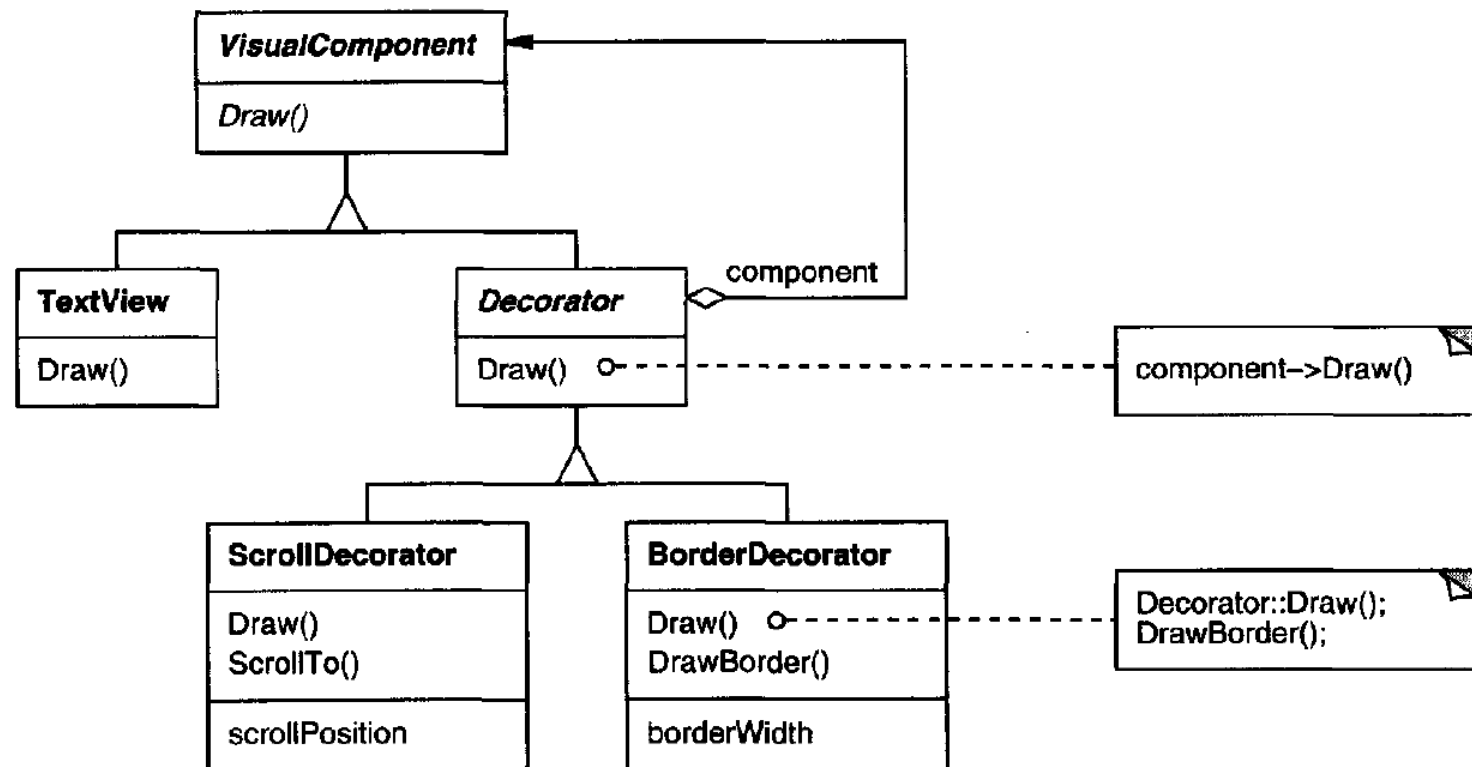 VisualComponent
Draw()
TextView
Draw()
Decorator
Draw()
component
component->Draw()
ScrollDecorator
Draw()
ScrollTo()
scrollPosition
BorderDecorator
Draw()
DrawBorder()
borderWidth
Decorator::Draw();
DrawBorder();